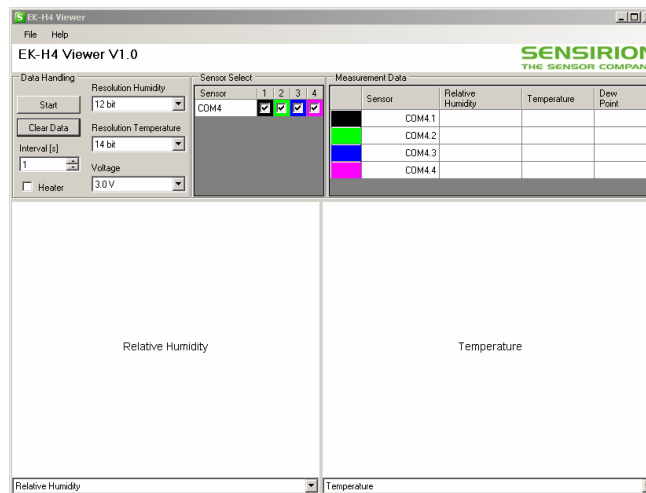 EK-H4 Viewer
File Help
EK-H4 Viewer V1.0
SENSIRION
THE SENSOR COMPAN
Data Handling
Resolution Humidity
Start
12 bit
Clear Data
Resolution Temperature
14 bit
Interval [s]
1
Voltage
Heater
3.0 V
Sensor Select
Sensor 1 2 3 4
COM4
Measurement Data
Sensor Relative Humidity Temperature Dew Point
COM4.1
COM4.2
COM4.3
COM4.4
Relative Humidity
Temperature
Relative Humidity
Temperature